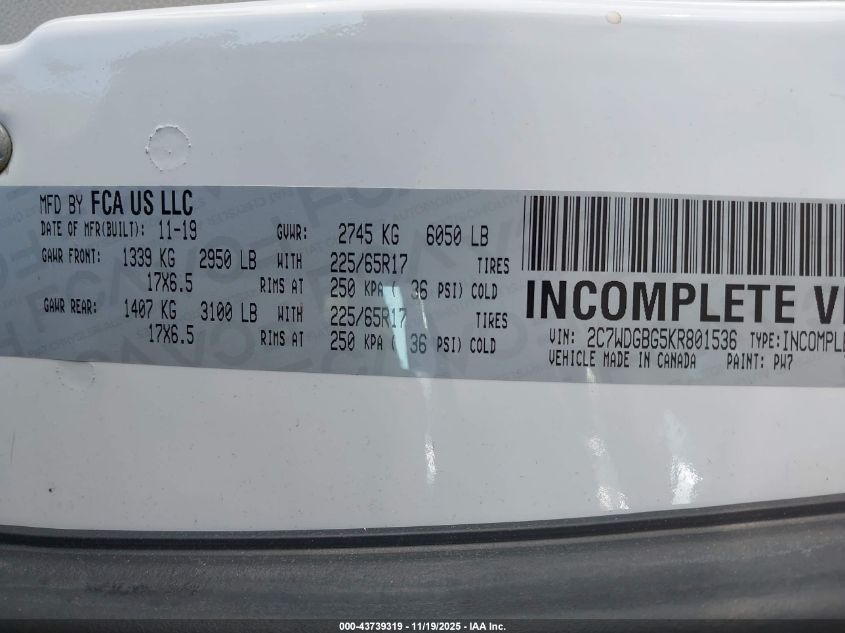 MFD BY FCA US LLC
DATE OF MFR(BUILT): 11-19 GVWR: 2745 KG 6050 LB
GAWR FRONT: 1339 KG 2950 LB WITH 225/65R17 TIRES
17X6.5 RIMS AT 250 KPA ( 36 PSI) COLD
GAWR REAR: 1407 KG 3100 LB WITH 225/65R17 TIRES
17X6.5 RIMS AT 250 KPA ( 36 PSI) COLD
INCOMPLETE V
VIN: 2C7WDGBG5KR801536 TYPE:INCOMPLE
VEHICLE MADE IN CANADA PAINT: PW7
000-43739319 - 11/19/2025 - IAA Inc.